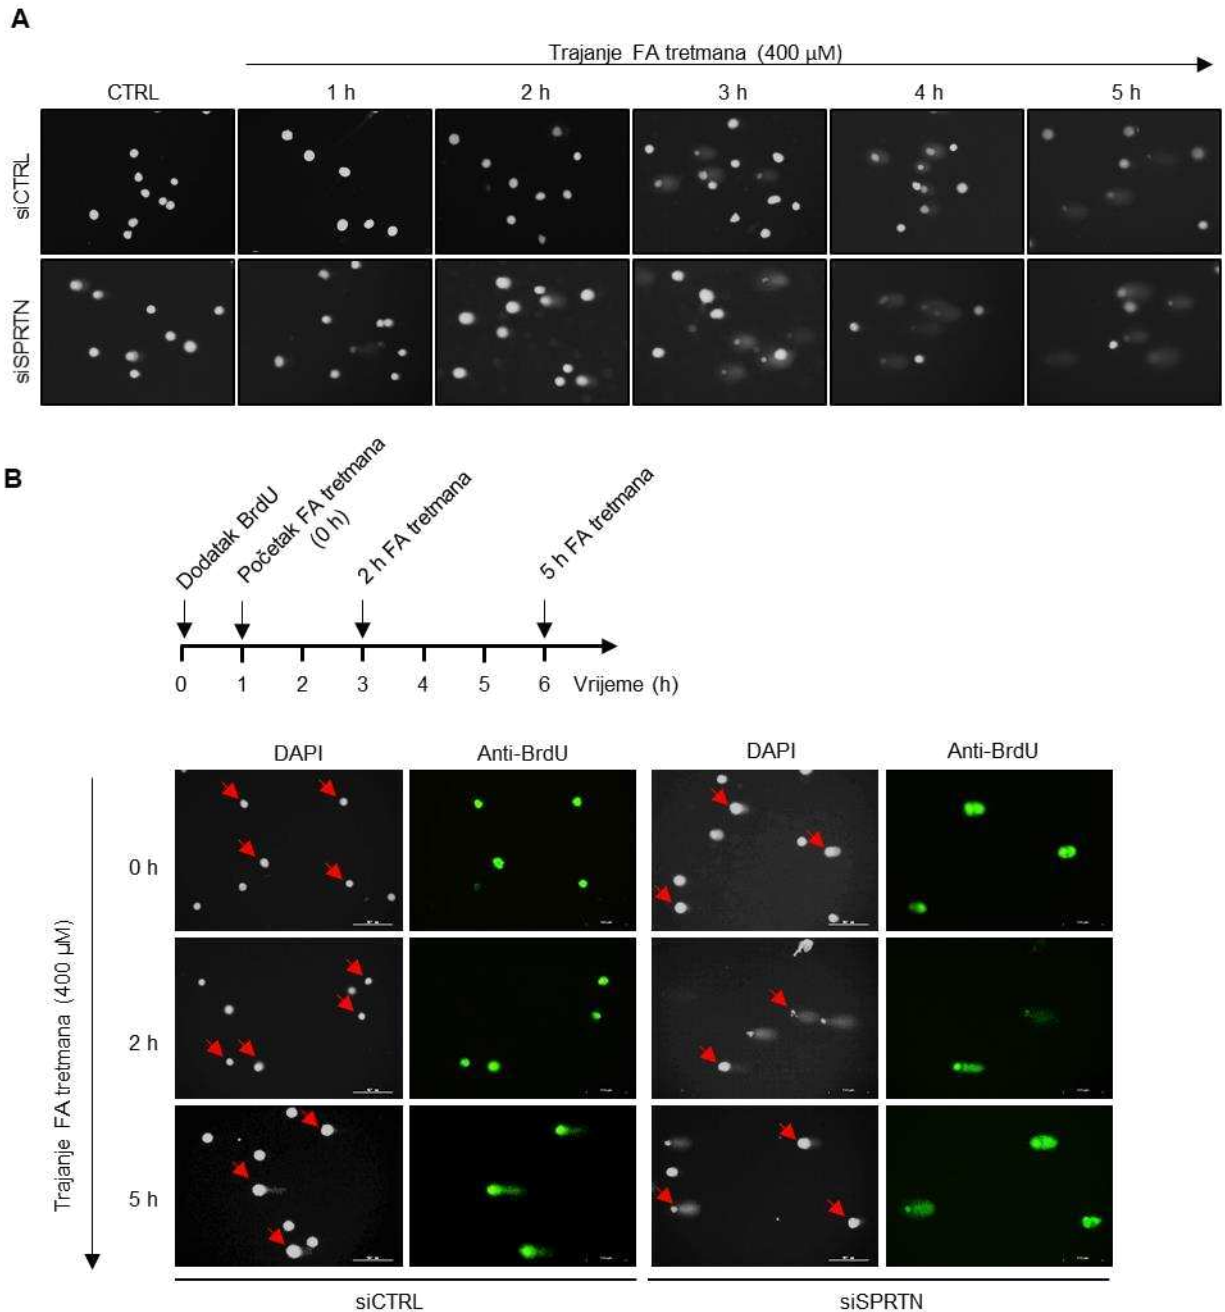 A
Trajanje FA tretmana (400 µM)
CTRL 1 h 2 h 3 h 4 h 5 h
siCTRL
siSPRTN
B
Dodatak BrdU
Početak FA tretmana
(0 h)
2 h FA tretmana
5 h FA tretmana
0 1 2 3 4 5 6 Vrijeme (h)
DAPI Anti-BrdU DAPI Anti-BrdU
Trajanje FA tretmana (400 µM)
0 h
2 h
5 h
siCTRL siSPRTN